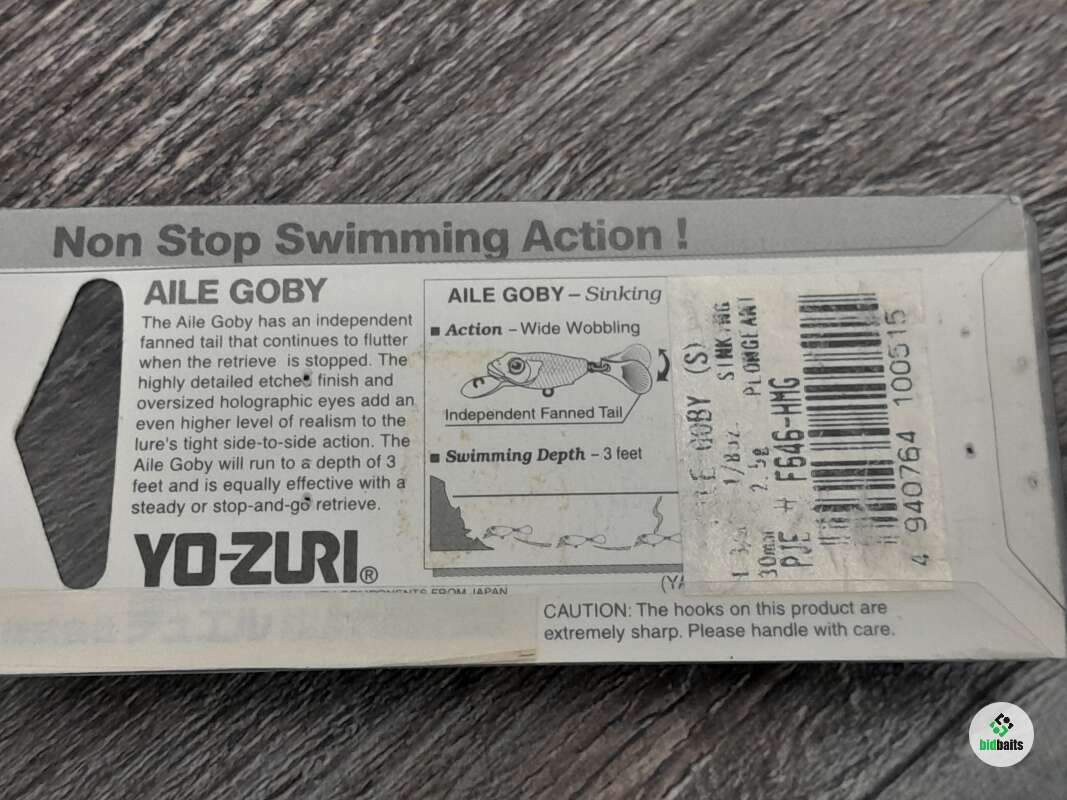 Non Stop Swimming Action !
AILE GOBY
The Aile Goby has an independent
fanned tail that continues to flutter
when the retrieve is stopped. The
highly detailed etched finish and
oversized holographic eyes add an
even higher level of realism to the
lure's tight side-to-side action. The
Aile Goby will run to a depth of 3
feet and is equally effective with a
steady or stop-and-go retrieve.
YO-ZURI®
COMPONENTS FROM JAPAN
AILE GOBY – Sinking
■ Action – Wide Wobbling
Independent Fanned Tail
■ Swimming Depth – 3 feet
GOBY (S)
1/8oz. SINKING
30mm 2.5g PLONGEANT
PJE # F646-HMG
4 940764 100515
CAUTION: The hooks on this product are
extremely sharp. Please handle with care.
bidbaits